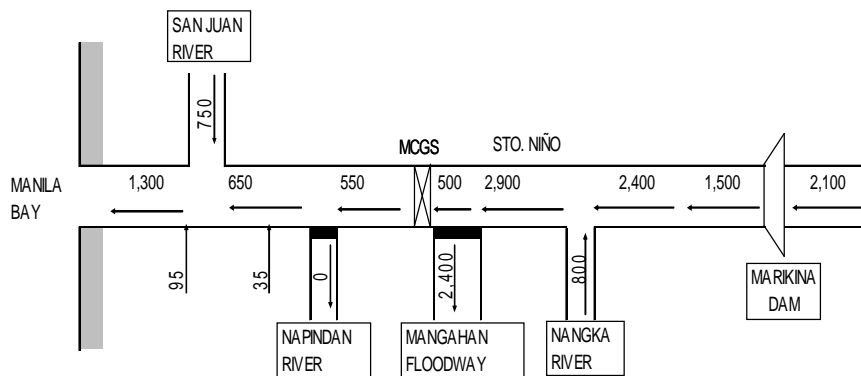 SAN JUAN
RIVER
750
MCGS
STO. NIÑO
MANILA
BAY
1,300
650
550
500
2,900
2,400
1,500
2,100
95
35
0
2,400
800
MARIKINA
DAM
NAPINDAN
RIVER
MANGAHAN
FLOODWAY
NANGKA
RIVER